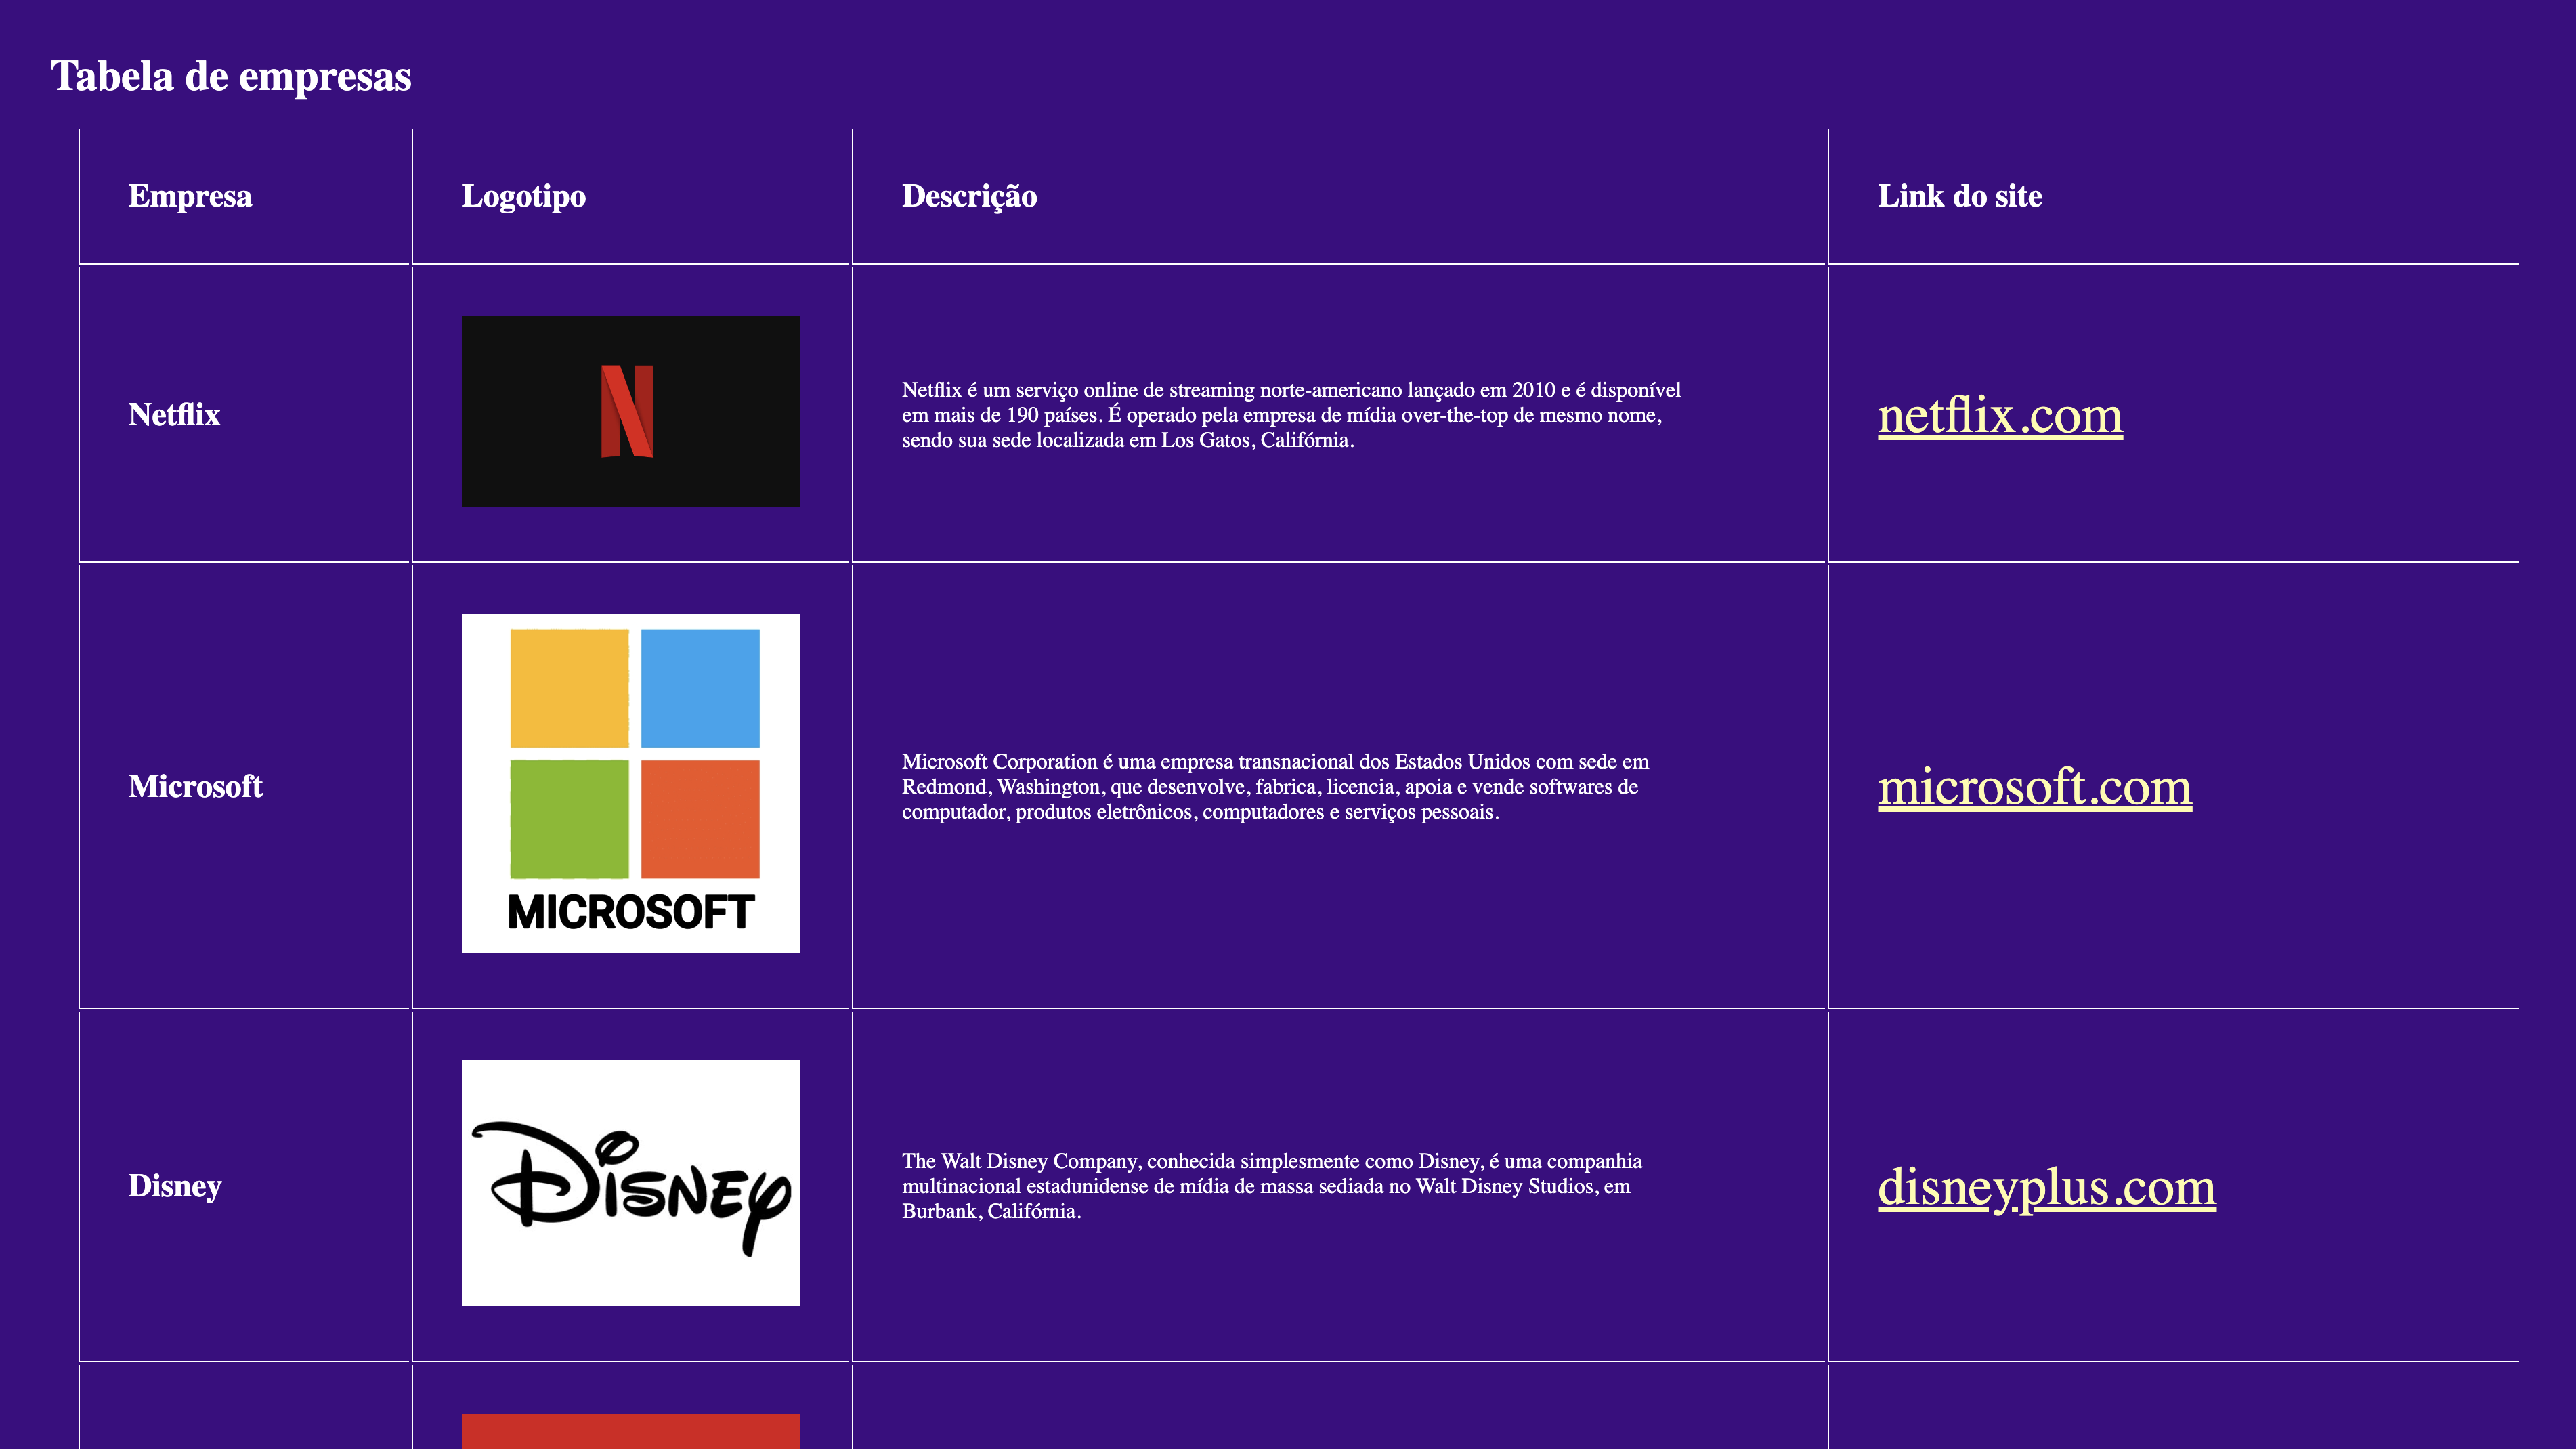 Tabela de empresas
Empresa
Logotipo
Descrição
Link do site
Netflix
Netflix é um serviço online de streaming norte-americano lançado em 2010 e é disponível
em mais de 190 países. É operado pela empresa de mídia over-the-top de mesmo nome,
sendo sua sede localizada em Los Gatos, Califórnia.
netflix.com
Microsoft
MICROSOFT
Microsoft Corporation é uma empresa transnacional dos Estados Unidos com sede em
Redmond, Washington, que desenvolve, fabrica, licencia, apoia e vende softwares de
computador, produtos eletrônicos, computadores e serviços pessoais.
microsoft.com
Disney
Disney
The Walt Disney Company, conhecida simplesmente como Disney, é uma companhia
multinacional estadunidense de mídia de massa sediada no Walt Disney Studios, em
Burbank, Califórnia.
disneyplus.com